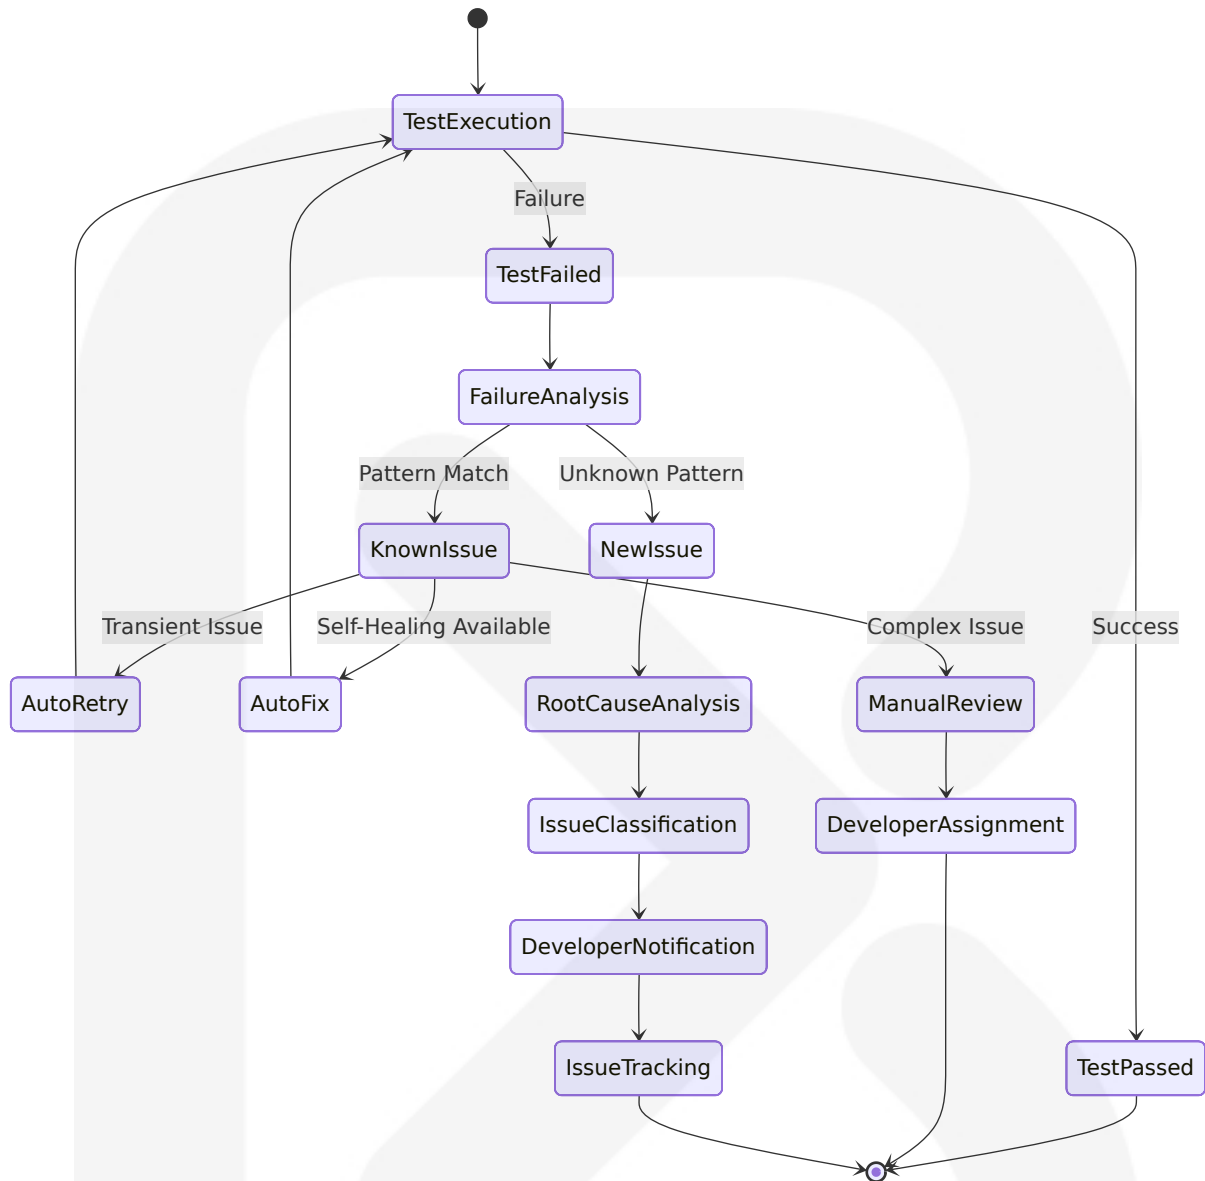 TestExecution
Failure
TestFailed
FailureAnalysis
Pattern Match
Unknown Pattern
KnownIssue
NewIssue
Transient Issue
Self-Healing Available
Complex Issue
Success
AutoRetry
AutoFix
RootCauseAnalysis
ManualReview
IssueClassification
DeveloperAssignment
DeveloperNotification
IssueTracking
TestPassed